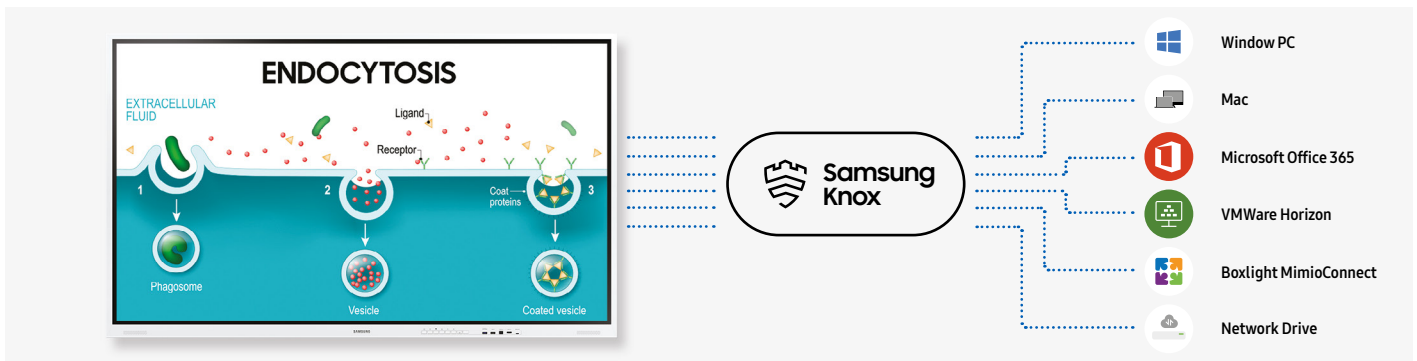 ENDOCYTOSIS
EXTRACELLULAR
FLUID
Ligand
Receptor
1
2
Coat
proteins
3
Phagosome
Vesicle
Coated vesicle
SAMSUNG
Samsung
Knox
Window PC
Mac
Microsoft Office 365
VMWare Horizon
Boxlight MimioConnect
Network Drive